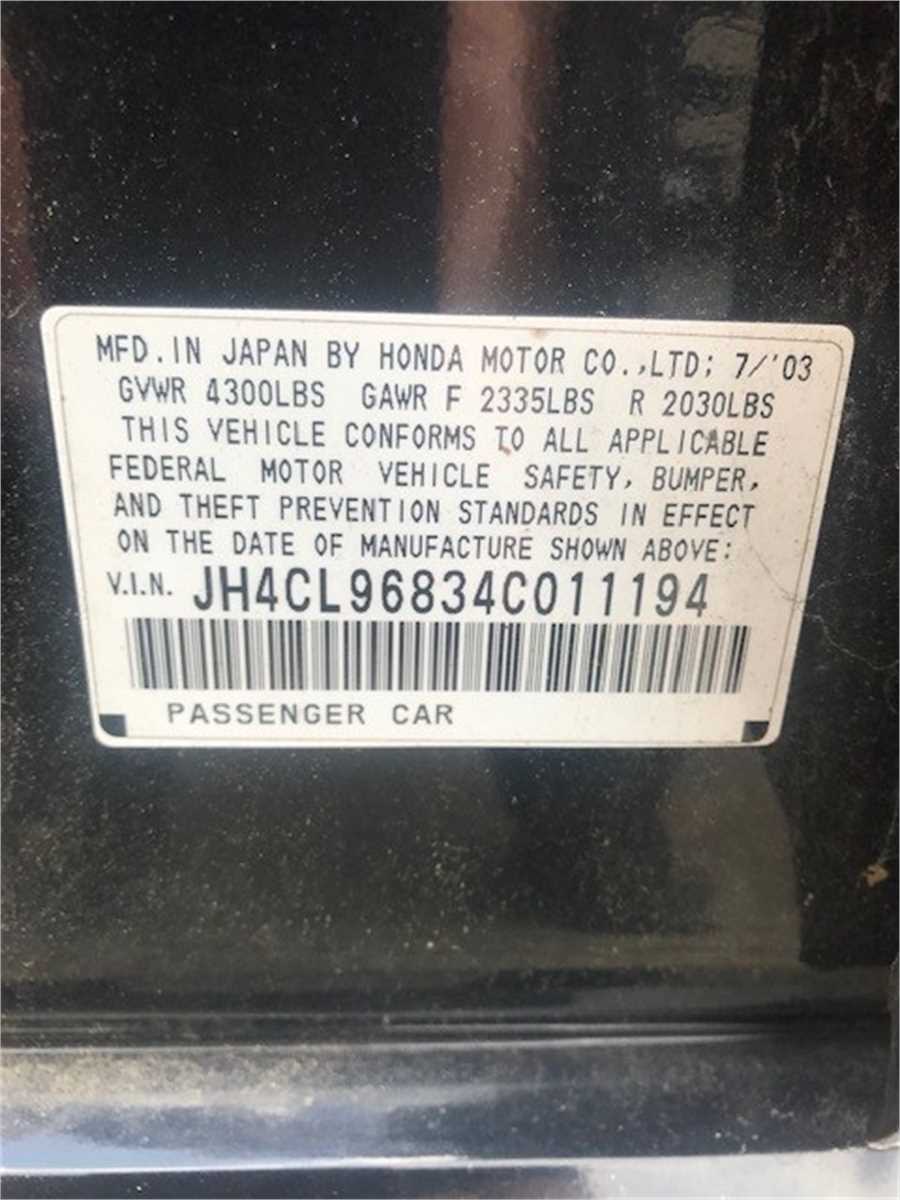 MFD. IN JAPAN BY HONDA MOTOR CO.,LTD; 7/'03
GVWR 4300LBS GAWR F 2335LBS R 2030LBS
THIS VEHICLE CONFORMS TO ALL APPLICABLE
FEDERAL MOTOR VEHICLE SAFETY, BUMPER,
AND THEFT PREVENTION STANDARDS IN EFFECT
ON THE DATE OF MANUFACTURE SHOWN ABOVE:
V.I.N. JH4CL96834C011194
PASSENGER CAR